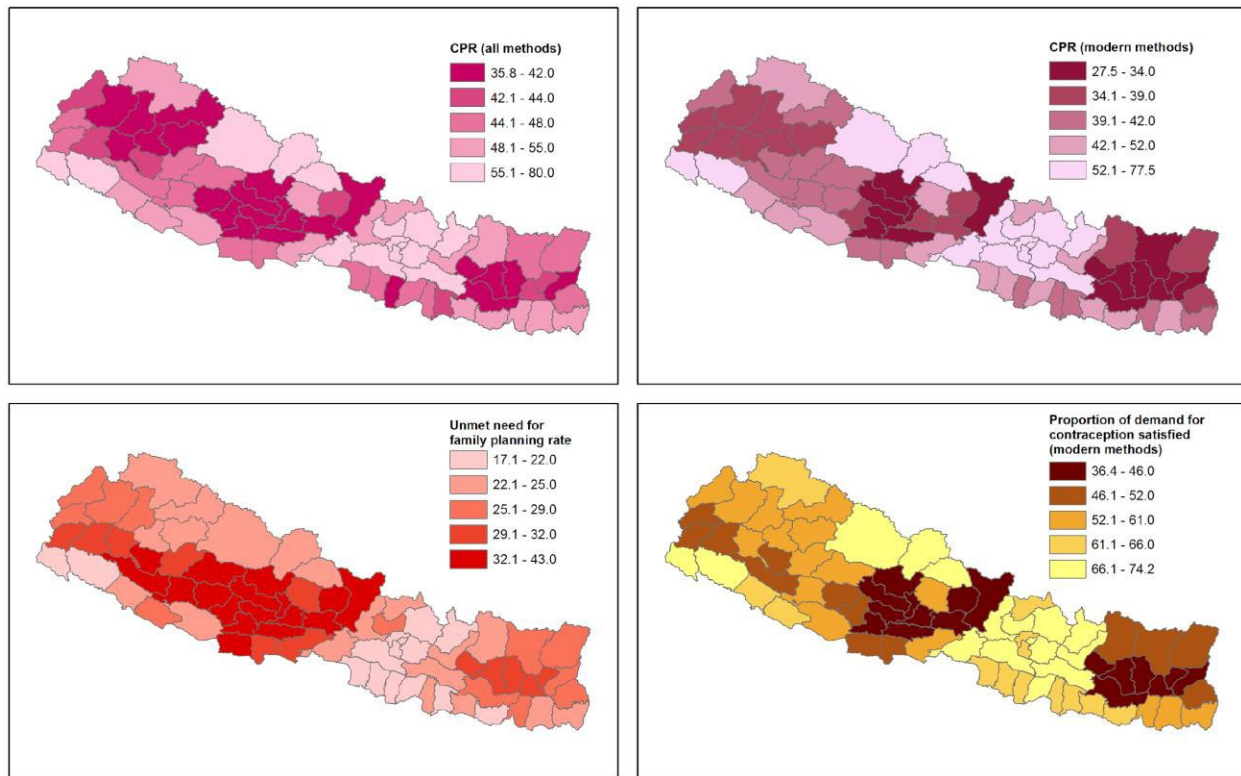 CPR (all methods)
35.8 - 42.0
42.1 - 44.0
44.1 - 48.0
48.1 - 55.0
55.1 - 80.0
CPR (modern methods)
27.5 - 34.0
34.1 - 39.0
39.1 - 42.0
42.1 - 52.0
52.1 - 77.5
Unmet need for
family planning rate
17.1 - 22.0
22.1 - 25.0
25.1 - 29.0
29.1 - 32.0
32.1 - 43.0
Proportion of demand for
contraception satisfied
(modern methods)
36.4 - 46.0
46.1 - 52.0
52.1 - 61.0
61.1 - 66.0
66.1 - 74.2